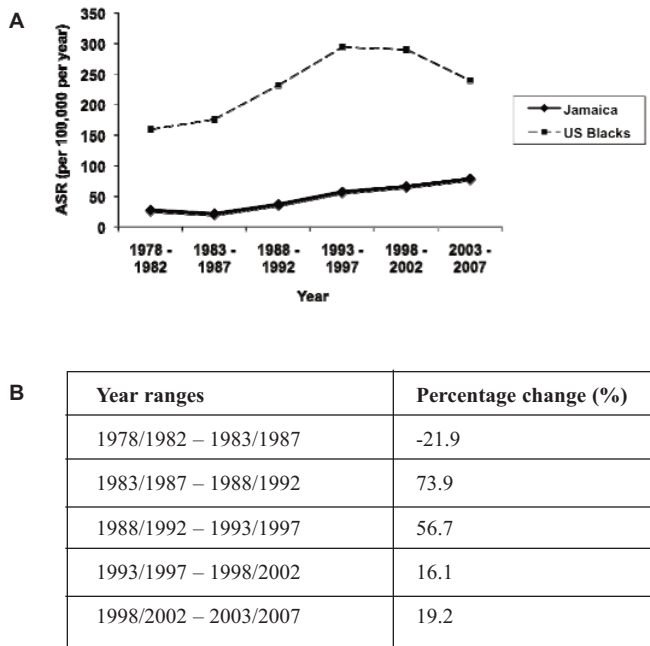 A
ASR (per 100,000 per year)
350
300
250
200
150
100
50
0
1978 - 1982
1983 - 1987
1988 - 1992
1993 - 1997
1998 - 2002
2003 - 2007
Year
Jamaica
US Blacks
B
Year ranges Percentage change (%)
1978/1982 – 1983/1987 -21.9
1983/1987 – 1988/1992 73.9
1988/1992 – 1993/1997 56.7
1993/1997 – 1998/2002 16.1
1998/2002 – 2003/2007 19.2